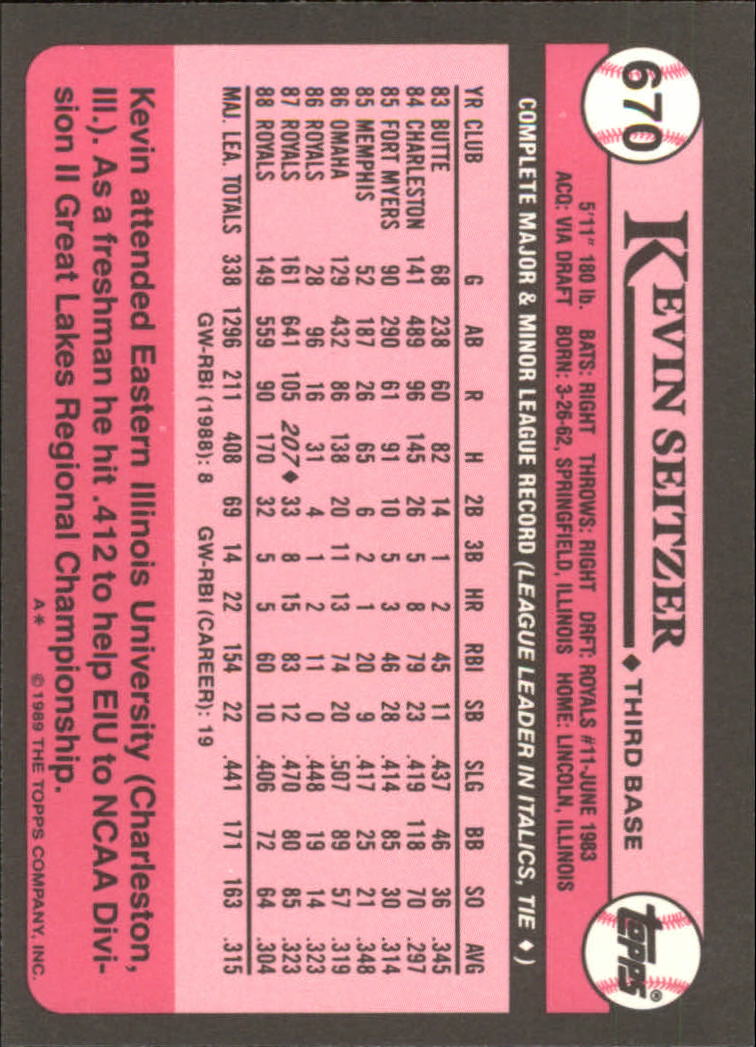 670
KEVIN SEITZER ♦ THIRD BASE
TOPPS®
5'11" 180 lb. BATS: RIGHT THROWS: RIGHT DRFT: ROYALS #11-JUNE 1983
ACQ: VIA DRAFT BORN: 3-26-62, SPRINGFIELD, ILLINOIS HOME: LINCOLN, ILLINOIS
COMPLETE MAJOR & MINOR LEAGUE RECORD (LEAGUE LEADER IN ITALICS, TIE ♦)
YR CLUB G AB R H 2B 3B HR RBI SB SLG BB SO AVG
83 BUTTE 68 238 60 82 14 1 2 45 11 .437 46 36 .345
84 CHARLESTON 141 489 96 145 26 5 8 79 23 .419 118 70 .297
85 FORT MYERS 90 290 61 91 10 5 3 46 28 .414 85 30 .314
85 MEMPHIS 52 187 26 65 6 2 1 20 9 .417 25 21 .348
86 OMAHA 129 432 86 138 20 11 13 74 20 .507 89 57 .319
86 ROYALS 28 96 16 31 4 1 2 11 0 .448 19 14 .323
87 ROYALS 161 641 105 207♦ 33 8 15 83 12 .470 80 85 .323
88 ROYALS 149 559 90 170 32 5 5 60 10 .406 72 64 .304
MAJ. LEA. TOTALS 338 1296 211 408 69 14 22 154 22 .441 171 163 .315
GW-RBI (1988): 8 GW-RBI (CAREER): 19
Kevin attended Eastern Illinois University (Charleston,
Ill.). As a freshman he hit .412 to help EIU to NCAA Divi-
sion II Great Lakes Regional Championship.
A* © 1989 THE TOPPS COMPANY, INC.